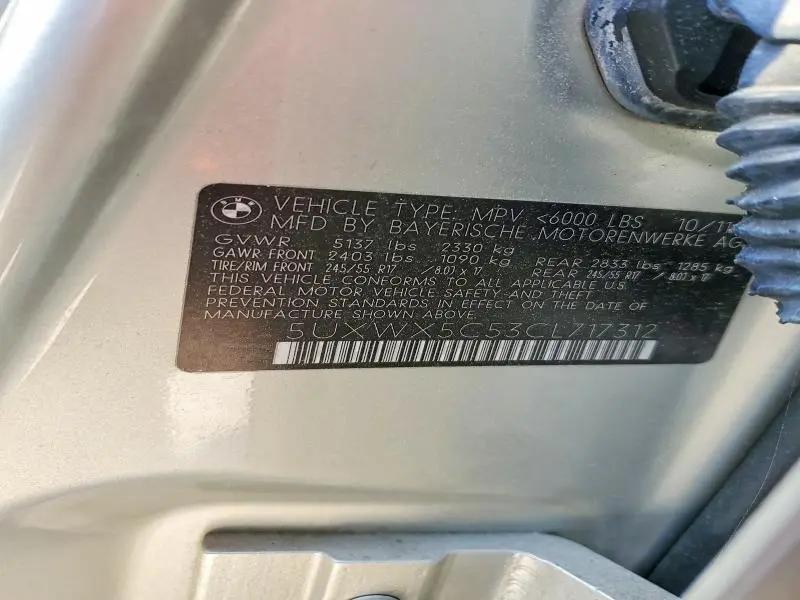 BMW VEHICLE TYPE. MPV <6000 LBS 10/11
MFD BY BAYERISCHE MOTORENWERKE AG
GVWR 5137 lbs 2330 kg
GAWR FRONT 2403 lbs 1090 kg REAR 2833 lbs 1285 kg
TIRE/RIM FRONT 245/55 R17 /8.0J x 17 REAR 245/55 R17 / 8.0J x 17
THIS VEHICLE CONFORMS TO ALL APPLICABLE U.S.
FEDERAL MOTOR VEHICLE SAFETY AND THEFT
PREVENTION STANDARDS IN EFFECT ON THE DATE OF
MANUFACTURE SHOWN ABOVE.
5UXWX5C53CL717312